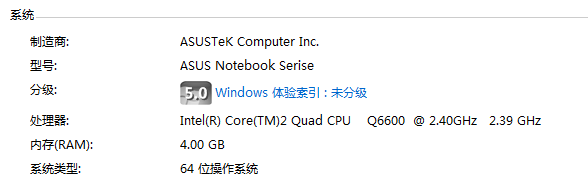 系统
制造商: ASUSTeK Computer Inc.
型号: ASUS Notebook Serise
分级: 5.0 Windows 体验索引 : 未分级
处理器: Intel(R) Core(TM)2 Quad CPU Q6600 @ 2.40GHz 2.39 GHz
内存(RAM): 4.00 GB
系统类型: 64 位操作系统